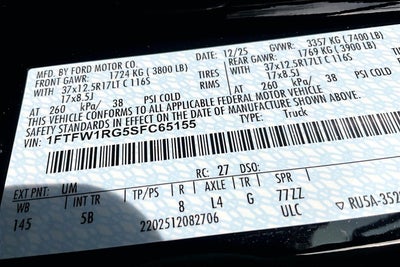 MFD. BY FORD MOTOR CO.
DATE: 12/25 GVWR: 3357 KG (7400 LB)
FRONT GAWR: 1724 KG (3800 LB) REAR GAWR: 1769 KG (3900 LB)
WITH 37x12.5R17LT C 116S TIRES WITH 37x12.5R17LT C 116S
17x8.5J RIMS 17x8.5J
AT 260 kPa/ 38 PSI COLD AT 260 kPa/ 38 PSI COLD
THIS VEHICLE CONFORMS TO ALL APPLICABLE FEDERAL MOTOR VEHICLE
SAFETY STANDARDS IN EFFECT ON THE DATE OF MANUFACTURE SHOWN ABOVE.
VIN: 1FTFW1RG5SFC65155 TYPE: Truck
RC: 27 DSO:
EXT PNT: UM
WB INT TR TP/PS R AXLE TR SPR
145 5B 8 L4 G 77ZZ
2202512082706 ULC